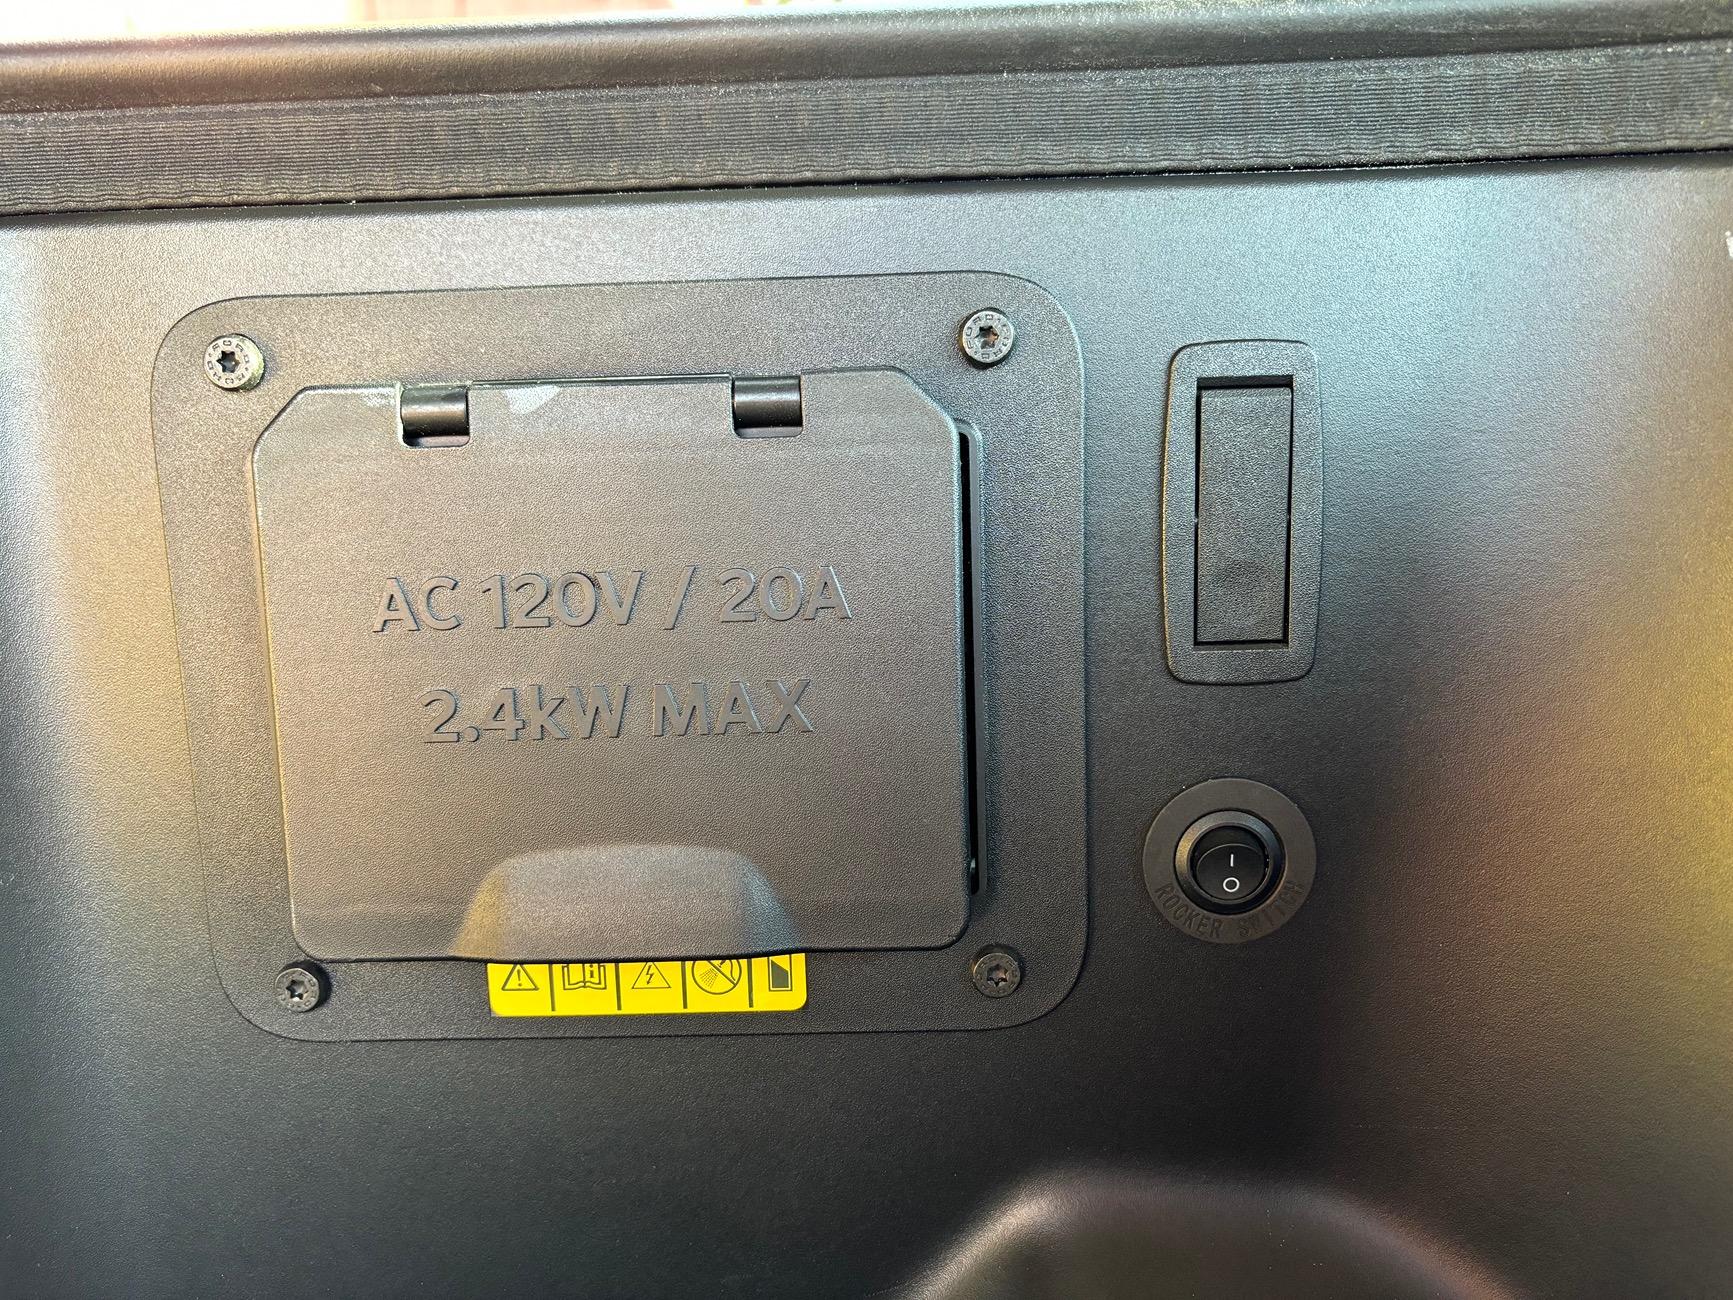 AC 120V / 20A
2.4kW MAX
ROCKER SWITCH